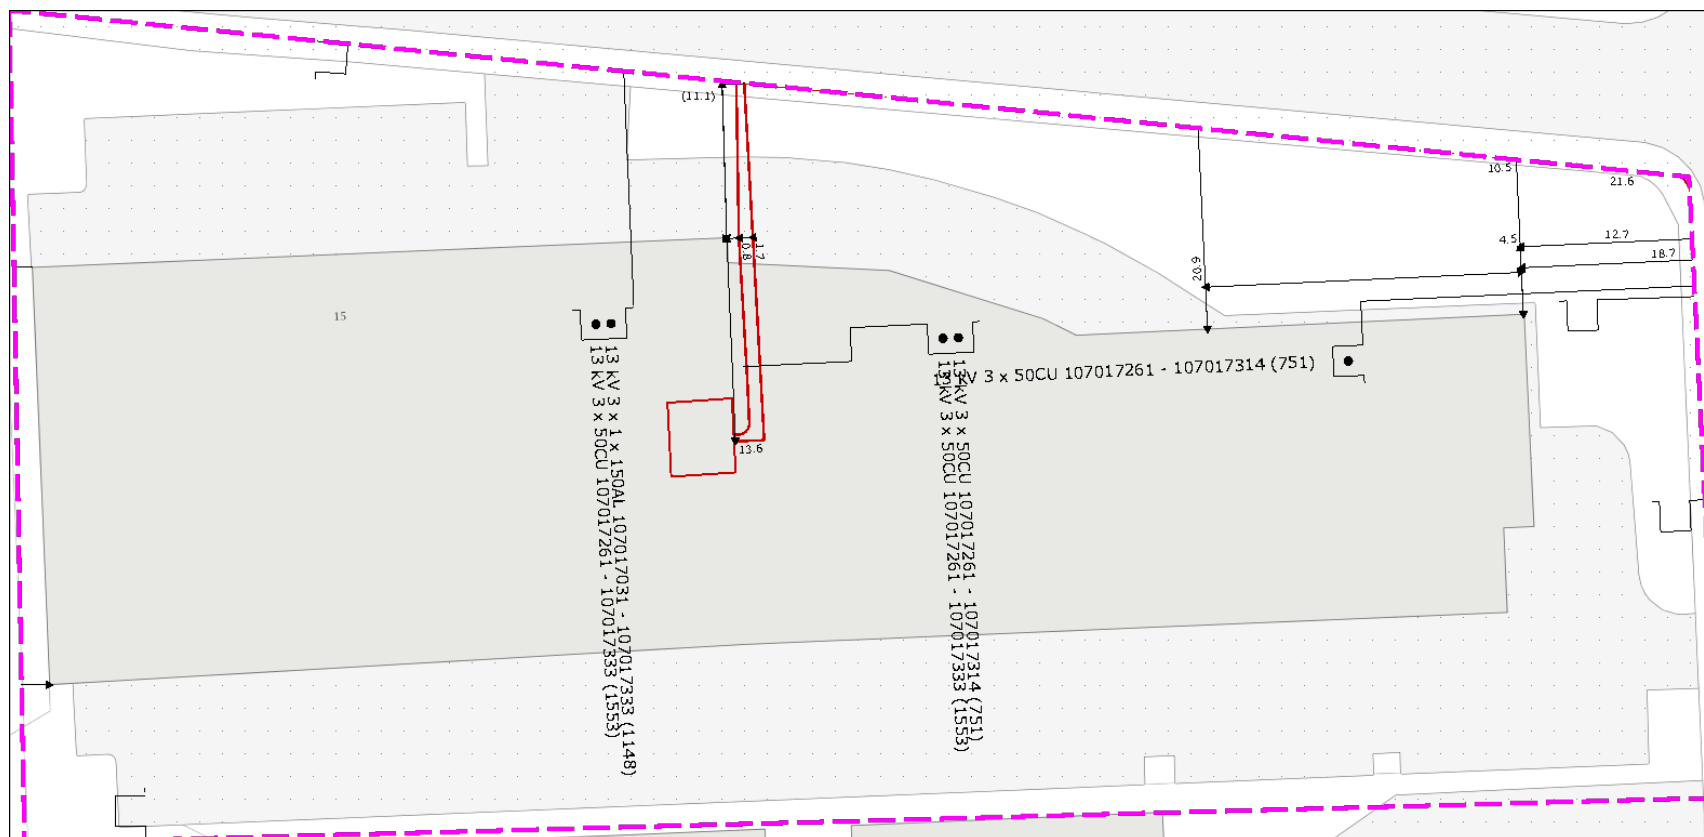 (11.1)
10.5
21.6
4.5
12.7
18.7
0.8
1.7
20.9
15
13 kV 3 x 50CU 107017261 - 107017314 (751)
13.6
13 kV 3 x 1 x 150AL 107017031 - 107017333 (1148)
13 kV 3 x 50CU 107017261 - 107017333 (1553)
13 kV 3 x 50CU 107017261 - 107017314 (751)
13 kV 3 x 50CU 107017261 - 107017333 (1553)